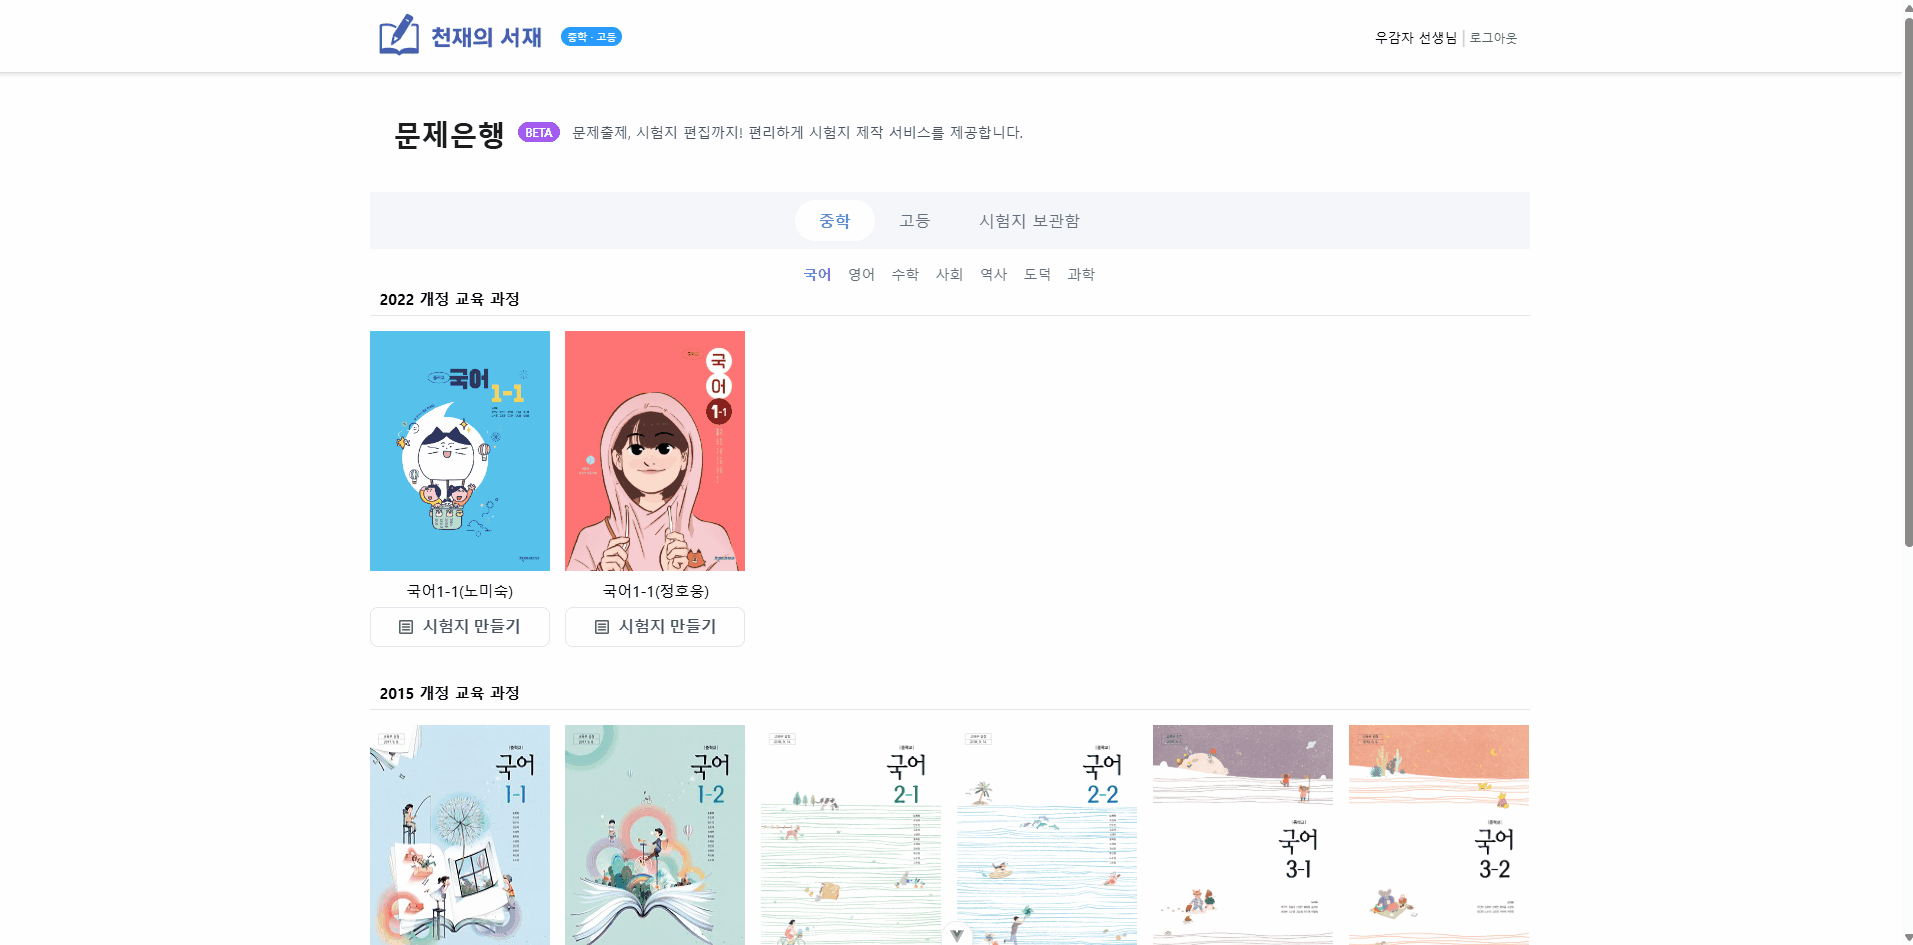 천재의 서재
중학 · 고등
우감자 선생님 | 로그아웃
문제은행 BETA 문제출제, 시험지 편집까지! 편리하게 시험지 제작 서비스를 제공합니다.
중학 고등 시험지 보관함
국어 영어 수학 사회 역사 도덕 과학
2022 개정 교육 과정
국어
1-1
국
어
1-1
국어1-1(노미숙)
국어1-1(정호웅)
시험지 만들기
시험지 만들기
2015 개정 교육 과정
국어
1-1
국어
1-2
국어
2-1
국어
2-2
국어
3-1
국어
3-2